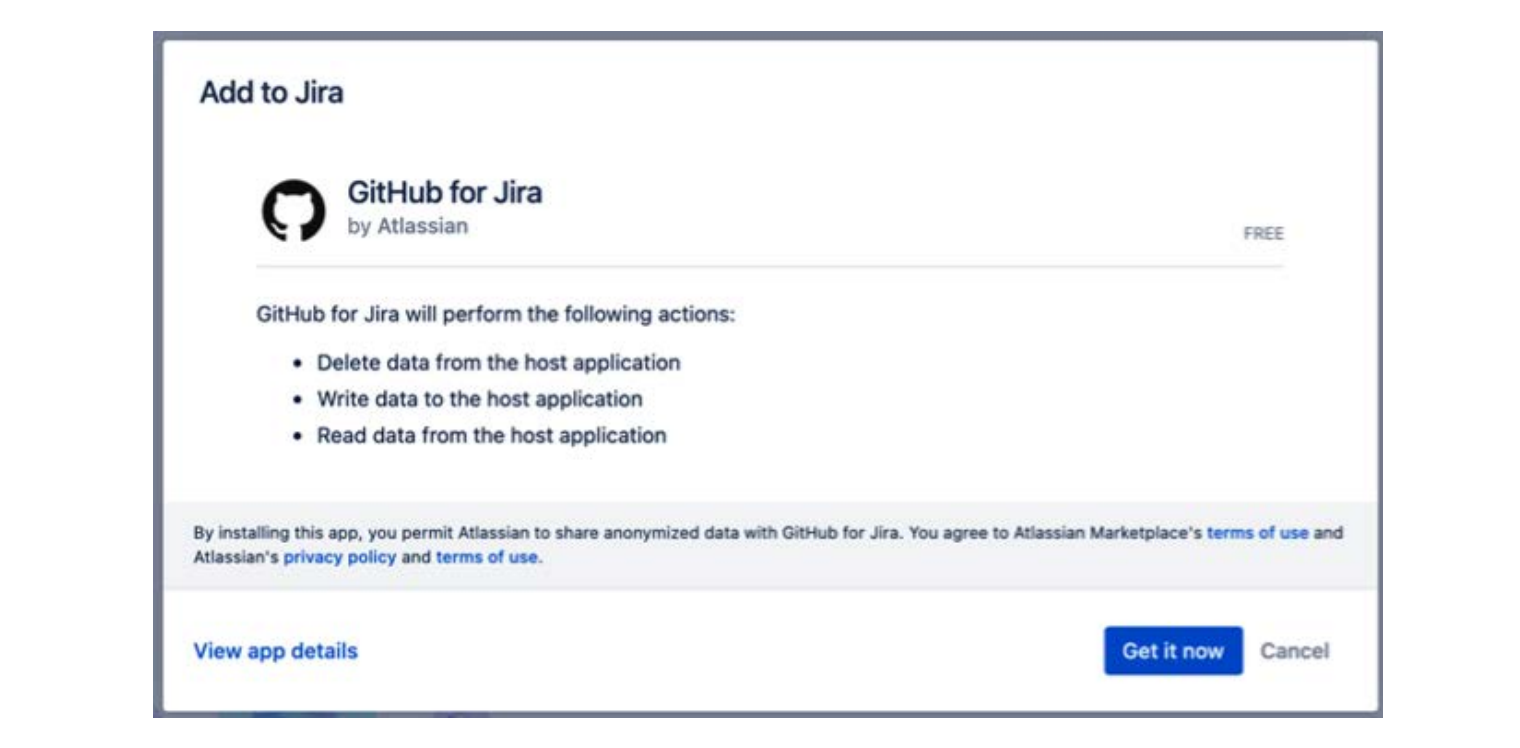 Add to Jira
GitHub for Jira
by Atlassian
FREE
GitHub for Jira will perform the following actions:
• Delete data from the host application
• Write data to the host application
• Read data from the host application
By installing this app, you permit Atlassian to share anonymized data with GitHub for Jira. You agree to Atlassian Marketplace's terms of use and
Atlassian's privacy policy and terms of use.
View app details
Get it now
Cancel